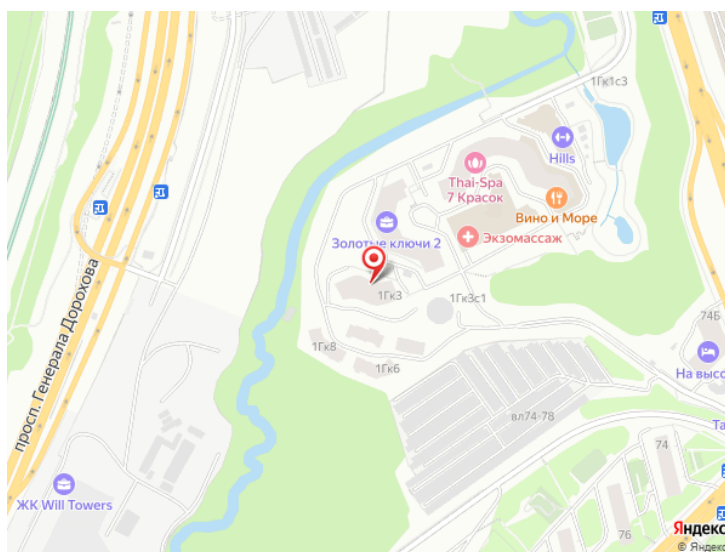 1Гк1с3
Hills
Thai-Spa
7 Красок
Вино и Море
Экзомассаж
Золотые ключи 2
просп. Генерала Дорохова
1Гк3
1Гк3с1
74Б
1Гк8
1Гк6
На высо
вл74-78
Та
74
ЖК Will Towers
76
Яндекс
© Яндекс